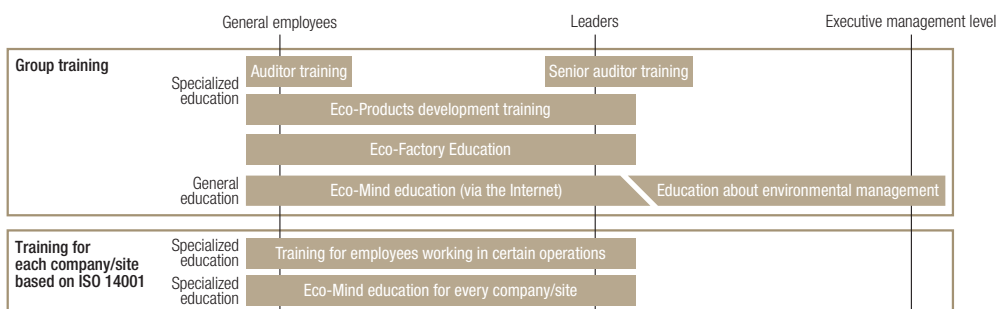 General employees
Leaders
Executive management level
Group training
Specialized
education
Auditor training
Senior auditor training
Eco-Products development training
Eco-Factory Education
General
education
Eco-Mind education (via the Internet)
Education about environmental management
Training for
each company/site
based on ISO 14001
Specialized
education
Training for employees working in certain operations
Specialized
education
Eco-Mind education for every company/site